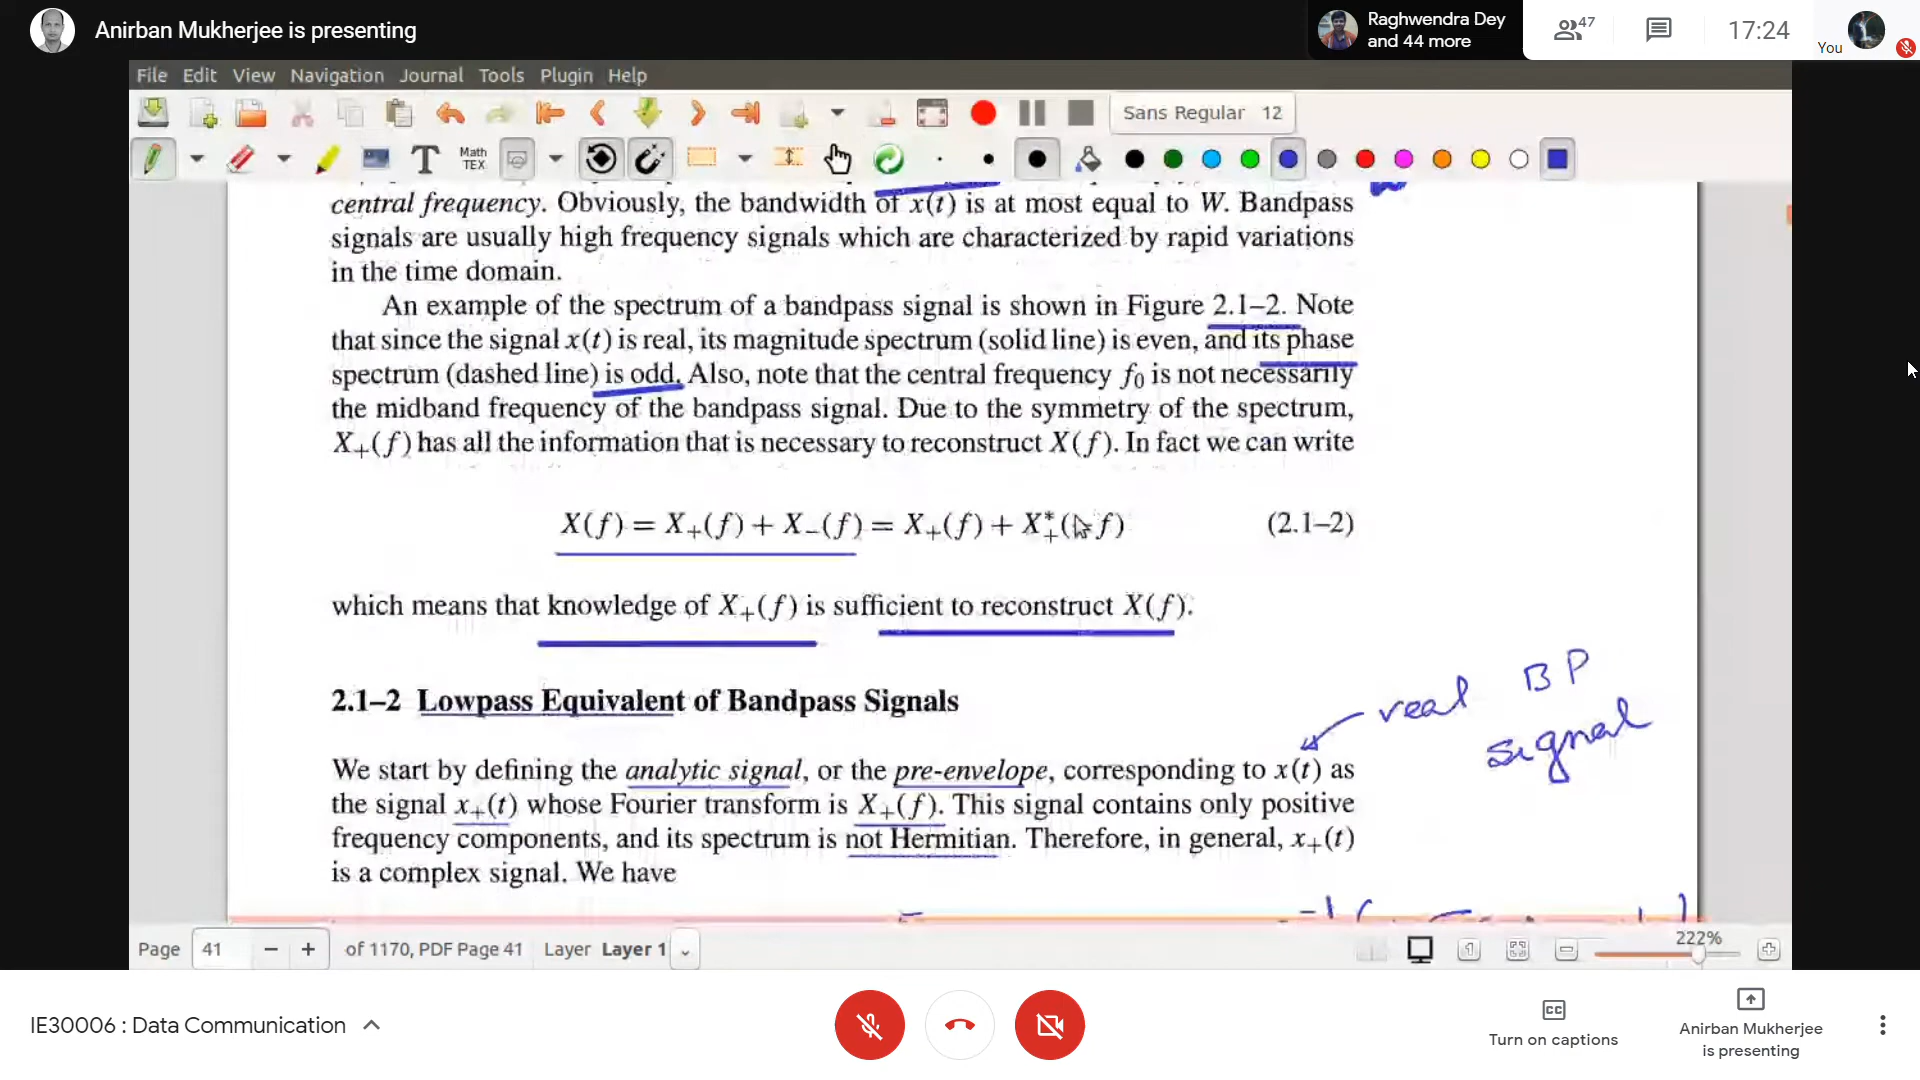 Anirban Mukherjee is presenting
Raghwendra Dey
and 44 more
47
17:24
You
File Edit View Navigation Journal Tools Plugin Help
Sans Regular 12
Math
TEX
T
central frequency. Obviously, the bandwidth of x(t) is at most equal to W. Bandpass
signals are usually high frequency signals which are characterized by rapid variations
in the time domain.
An example of the spectrum of a bandpass signal is shown in Figure 2.1–2. Note
that since the signal x(t) is real, its magnitude spectrum (solid line) is even, and its phase
spectrum (dashed line) is odd. Also, note that the central frequency f₀ is not necessarily
the midband frequency of the bandpass signal. Due to the symmetry of the spectrum,
X₊(f) has all the information that is necessary to reconstruct X(f). In fact we can write
X(f) = X₊(f) + X₋(f) = X₊(f) + X₊*(−f) (2.1–2)
which means that knowledge of X₊(f) is sufficient to reconstruct X(f).
real BP
signal
2.1–2 Lowpass Equivalent of Bandpass Signals
We start by defining the analytic signal, or the pre-envelope, corresponding to x(t) as
the signal x₊(t) whose Fourier transform is X₊(f). This signal contains only positive
frequency components, and its spectrum is not Hermitian. Therefore, in general, x₊(t)
is a complex signal. We have
Page 41 − + of 1170, PDF Page 41 Layer Layer 1
222%
IE30006 : Data Communication
Turn on captions
Anirban Mukherjee
is presenting